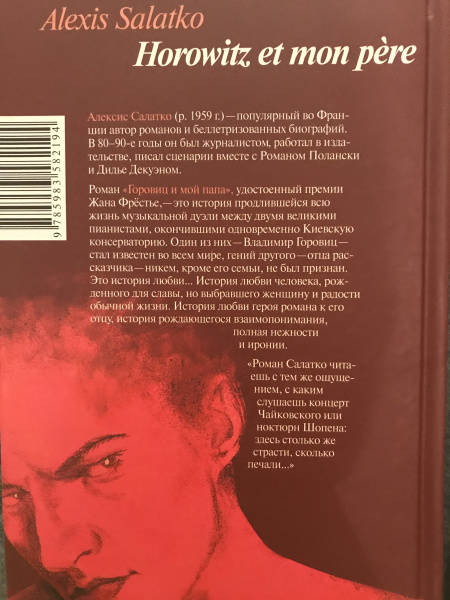 Alexis Salatko
Horowitz et mon père
Алексис Салатко (р. 1959 г.) — популярный во Фран-
ции автор романов и беллетризованных биографий.
В 80–90-е годы он был журналистом, работал в изда-
тельстве, писал сценарии вместе с Романом Полански
и Дидье Декуэном.
Роман «Горовиц и мой папа», удостоенный премии
Жана Фрёстье, — это история продлившейся всю
жизнь музыкальной дуэли между двумя великими
пианистами, окончившими одновременно Киевскую
консерваторию. Один из них — Владимир Горовиц —
стал известен во всем мире, гений другого — отца рас-
сказчика — никем, кроме его семьи, не был признан.
Это история любви... История любви человека, рож-
денного для славы, но выбравшего женщину и радости
обычной жизни. История любви героя романа к его
отцу, история рождающегося взаимопонимания,
полная нежности
и иронии.
«Роман Салатко чита-
ешь с тем же ощуще-
нием, с каким
слушаешь концерт
Чайковского или
ноктюрн Шопена:
здесь столько же
страсти, сколько
печали...»
9 785983 582194